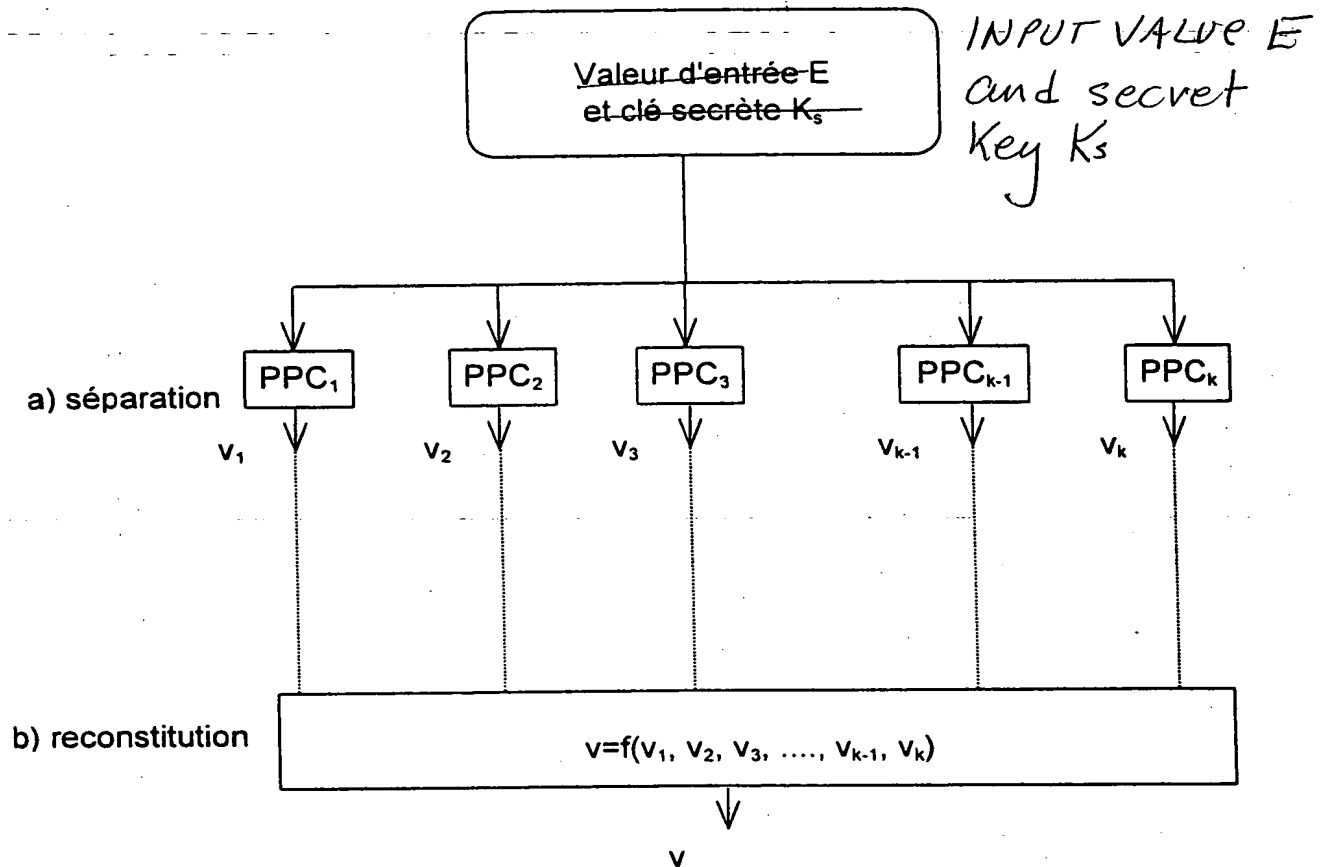 Valeur d'entrée E
et clé secrète Kₛ
INPUT VALUE E
and secret
Key Ks
PPC₁ PPC₂ PPC₃ PPCₖ₋₁ PPCₖ
a) séparation
v₁ v₂ v₃ vₖ₋₁ vₖ
b) reconstitution
v=f(v₁, v₂, v₃, ...., vₖ₋₁, vₖ)
v